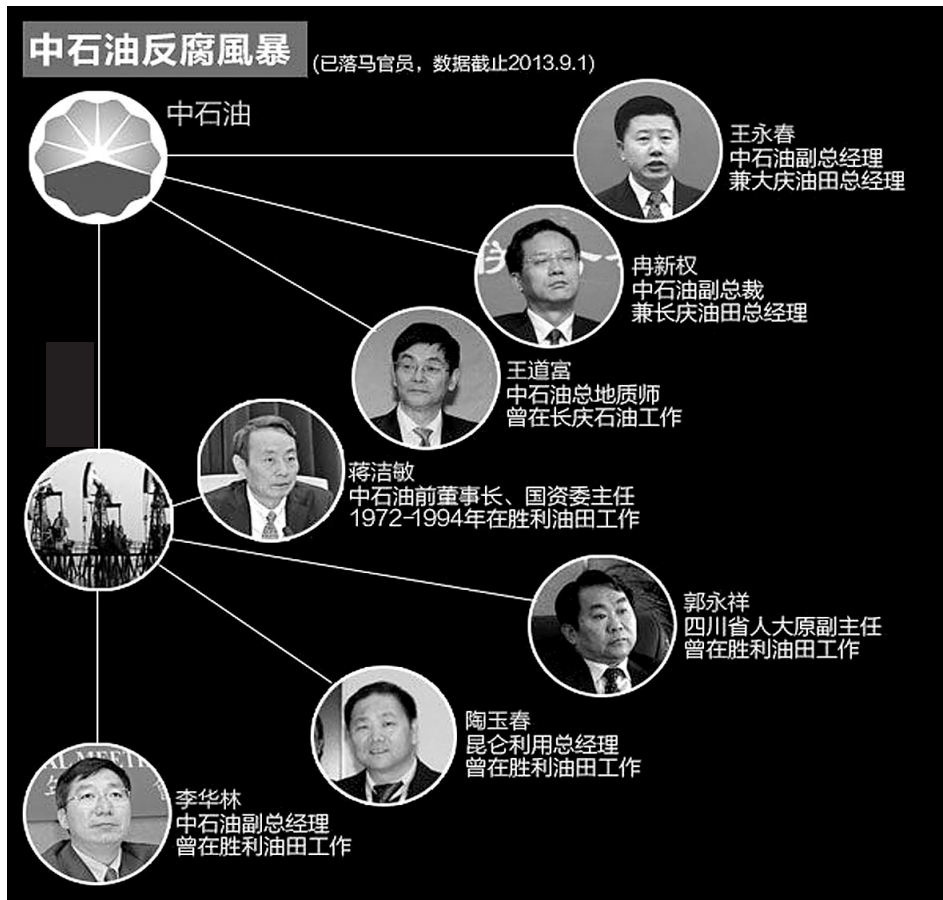 中石油反腐風暴
(已落马官员，数据截止2013.9.1)
中石油
王永春
中石油副总经理
兼大庆油田总经理
冉新权
中石油副总裁
兼长庆油田总经理
王道富
中石油总地质师
曾在长庆石油工作
蒋洁敏
中石油前董事长、国资委主任
1972-1994年在胜利油田工作
郭永祥
四川省人大原副主任
曾在胜利油田工作
陶玉春
昆仑利用总经理
曾在胜利油田工作
AL MEETI
李华林
中石油副总经理
曾在胜利油田工作